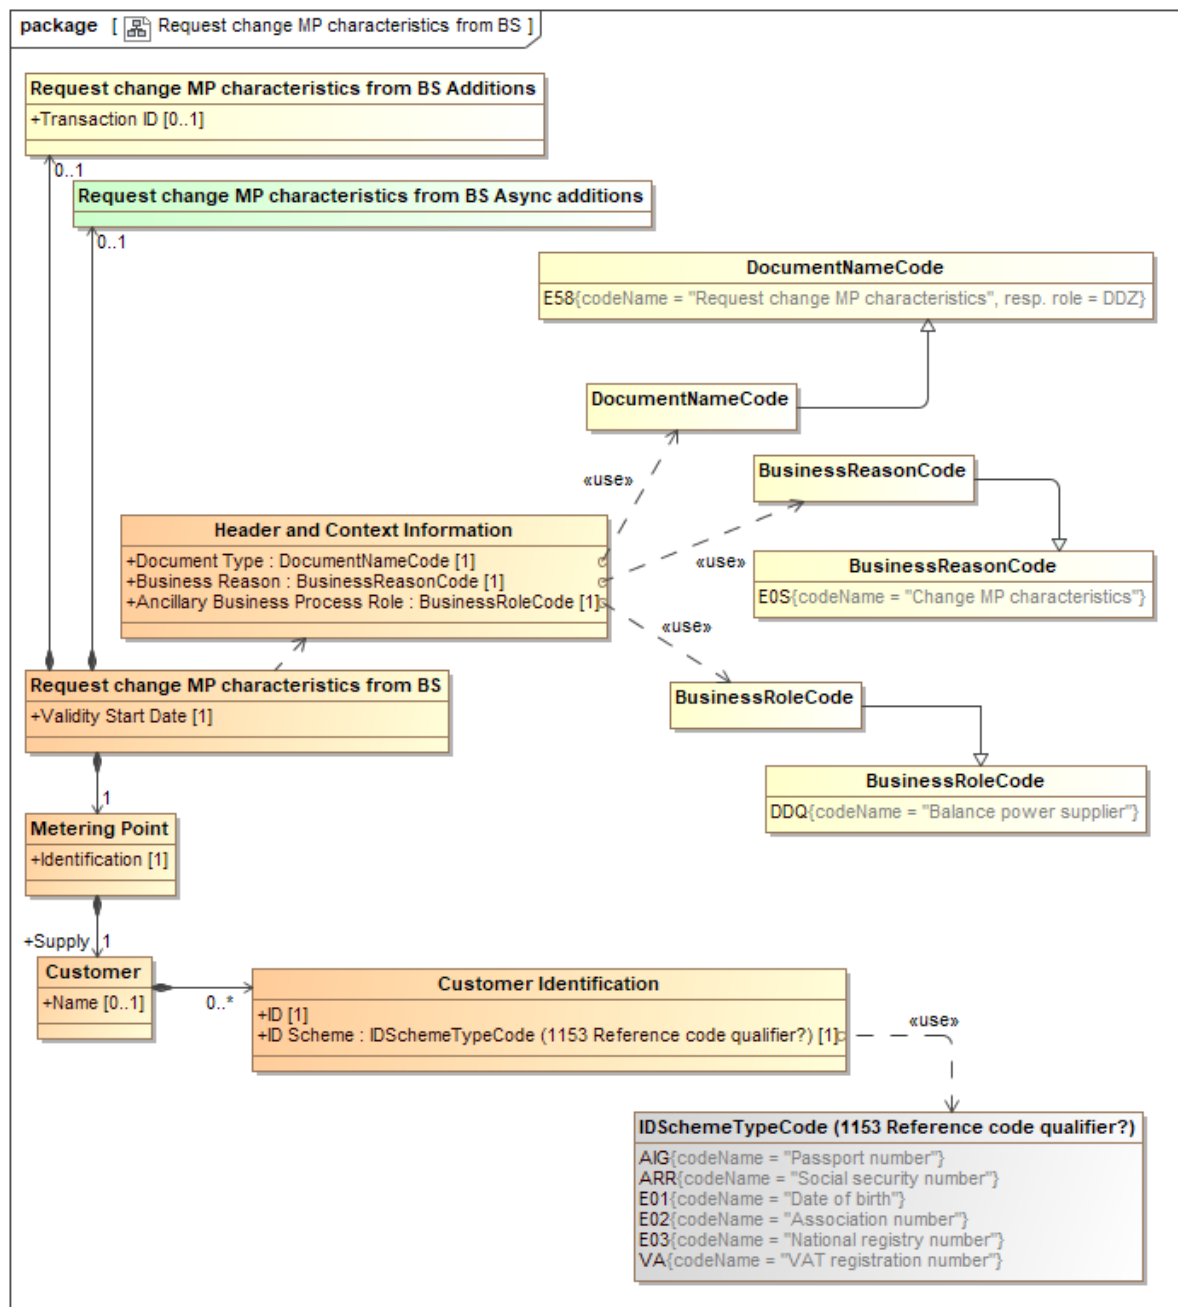 package [ Request change MP characteristics from BS ]
Request change MP characteristics from BS Additions
+Transaction ID [0..1]
0..1
Request change MP characteristics from BS Async additions
0..1
DocumentNameCode
E58{codeName = "Request change MP characteristics", resp. role = DDZ}
DocumentNameCode
«use»
BusinessReasonCode
Header and Context Information
+Document Type : DocumentNameCode [1]
+Business Reason : BusinessReasonCode [1]
+Ancillary Business Process Role : BusinessRoleCode [1]
«use»
BusinessReasonCode
E0S{codeName = "Change MP characteristics"}
«use»
Request change MP characteristics from BS
+Validity Start Date [1]
BusinessRoleCode
BusinessRoleCode
DDQ{codeName = "Balance power supplier"}
1
Metering Point
+Identification [1]
+Supply 1
Customer
+Name [0..1]
0..*
Customer Identification
+ID [1]
+ID Scheme : IDSchemeTypeCode (1153 Reference code qualifier?) [1]
«use»
IDSchemeTypeCode (1153 Reference code qualifier?)
AIG{codeName = "Passport number"}
ARR{codeName = "Social security number"}
E01{codeName = "Date of birth"}
E02{codeName = "Association number"}
E03{codeName = "National registry number"}
VA{codeName = "VAT registration number"}